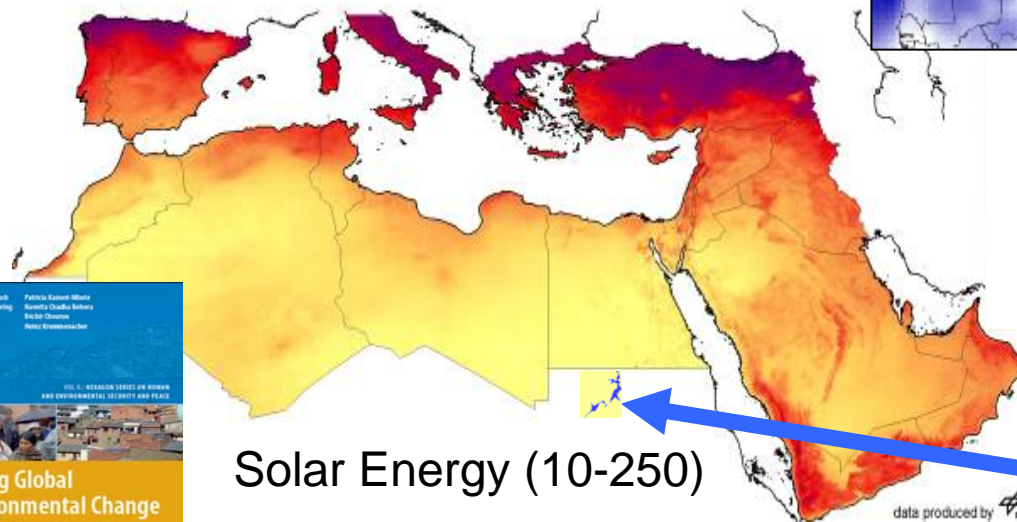 Patricia Kameri-Mbote
Navnita Chadha Behera
Béchir Chourou
Heinz Krummenacher
VOL 4 / HEXAGON SERIES ON HUMAN
AND ENVIRONMENTAL SECURITY AND PEACE
g Global
onmental Change
Solar Energy (10-250)
data produced by